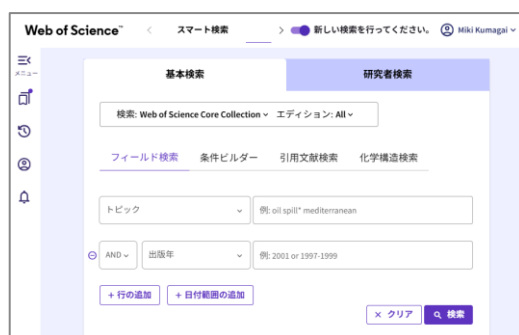 Web of Science™ スマート検索 新しい検索を行ってください。 Miki Kumagai
メニュー
基本検索 研究者検索
検索: Web of Science Core Collection エディション: All
フィールド検索 条件ビルダー 引用文献検索 化学構造検索
トピック 例: oil spill* mediterranean
AND 出版年 例: 2001 or 1997-1999
+ 行の追加 + 日付範囲の追加
× クリア 検索